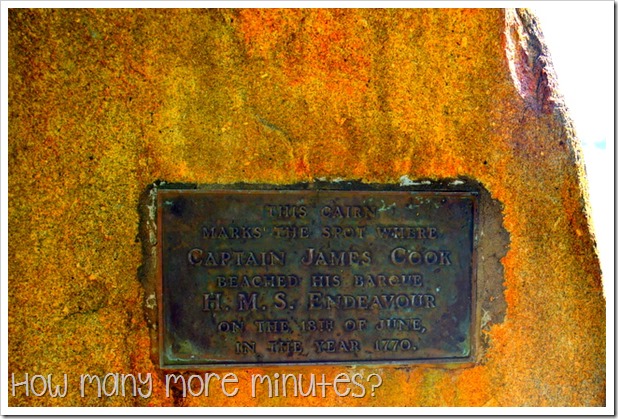 THIS CAIRN
MARKS THE SPOT WHERE
CAPTAIN JAMES COOK
BEACHED HIS BARQUE
H.M.S. ENDEAVOUR
ON THE 18TH OF JUNE,
IN THE YEAR 1770.
HOW MANY MORE MINUTES?